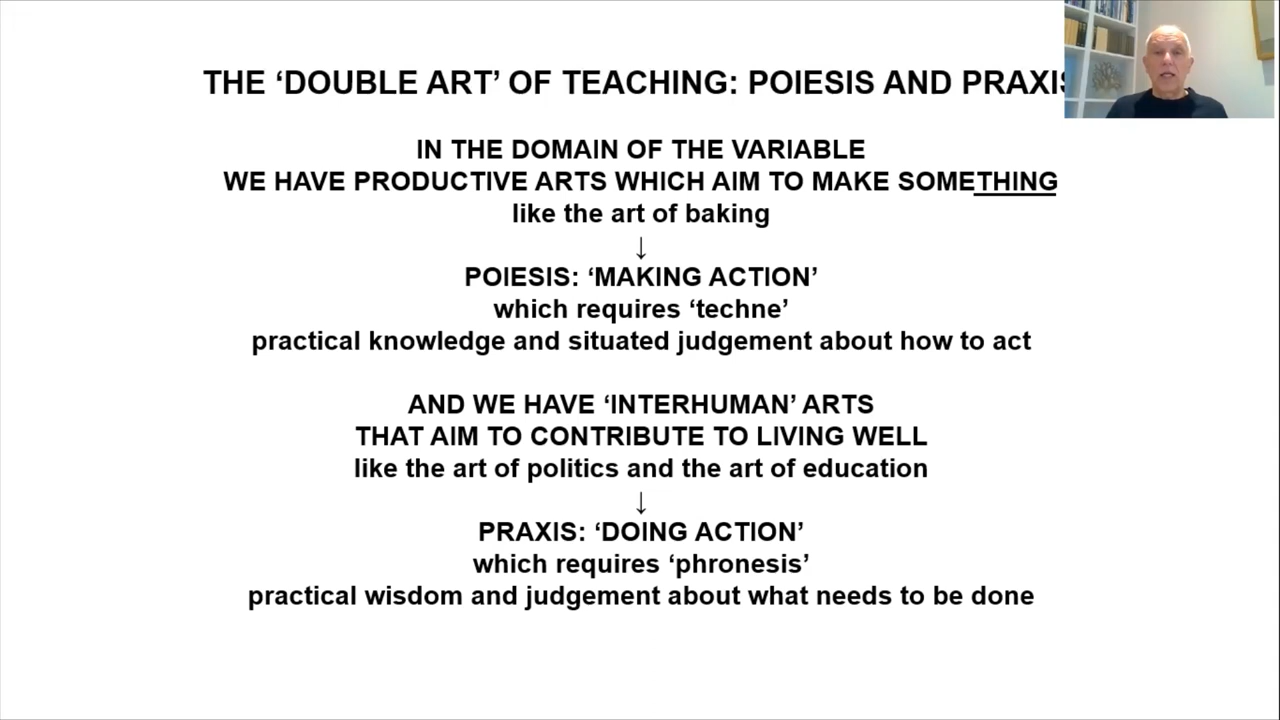 THE ‘DOUBLE ART’ OF TEACHING: POIESIS AND PRAXIS
IN THE DOMAIN OF THE VARIABLE
WE HAVE PRODUCTIVE ARTS WHICH AIM TO MAKE SOMETHING
like the art of baking
↓
POIESIS: ‘MAKING ACTION’
which requires ‘techne’
practical knowledge and situated judgement about how to act
AND WE HAVE ‘INTERHUMAN’ ARTS
THAT AIM TO CONTRIBUTE TO LIVING WELL
like the art of politics and the art of education
↓
PRAXIS: ‘DOING ACTION’
which requires ‘phronesis’
practical wisdom and judgement about what needs to be done